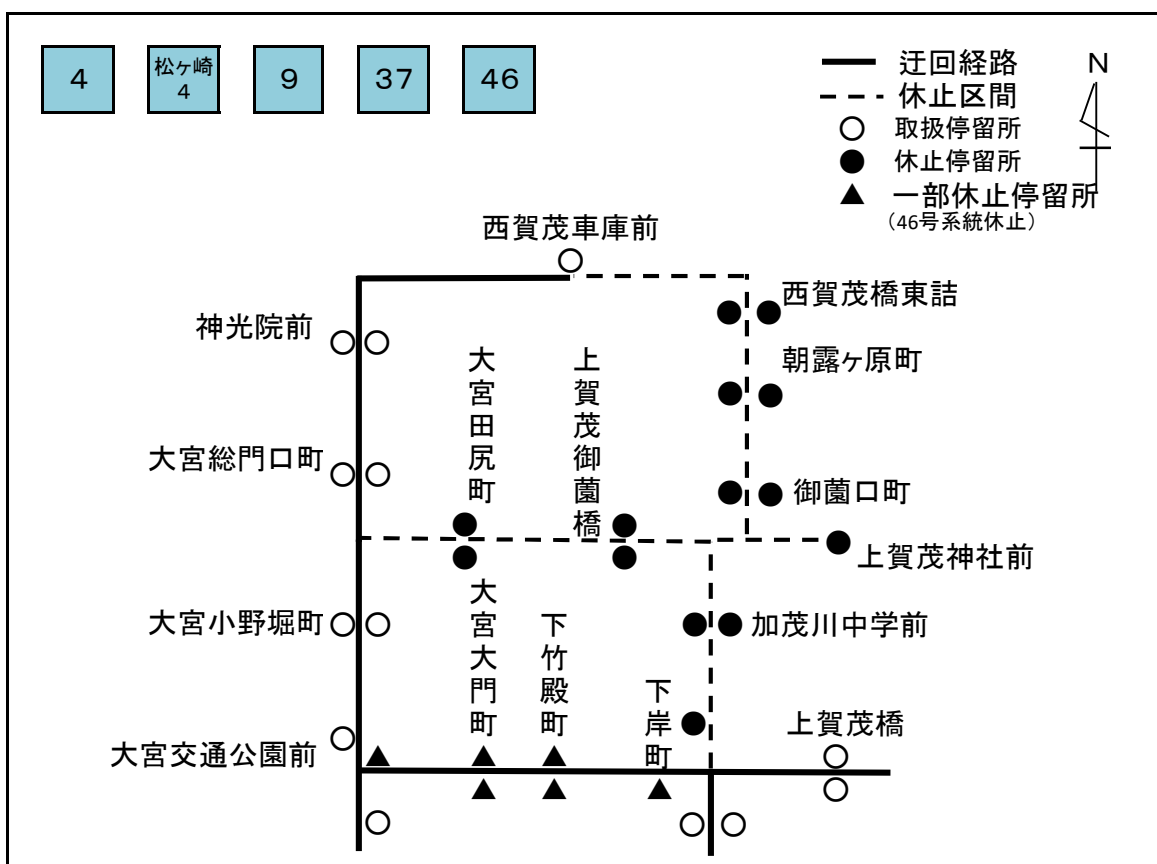 4
松ヶ崎
4
9
37
46
迂回経路
休止区間
取扱停留所
休止停留所
一部休止停留所
(46号系統休止)
N
西賀茂車庫前
西賀茂橋東詰
神光院前
朝露ヶ原町
大宮田尻町
上賀茂御薗橋
大宮総門口町
御薗口町
上賀茂神社前
大宮小野堀町
大宮大門町
下竹殿町
加茂川中学前
下岸町
上賀茂橋
大宮交通公園前